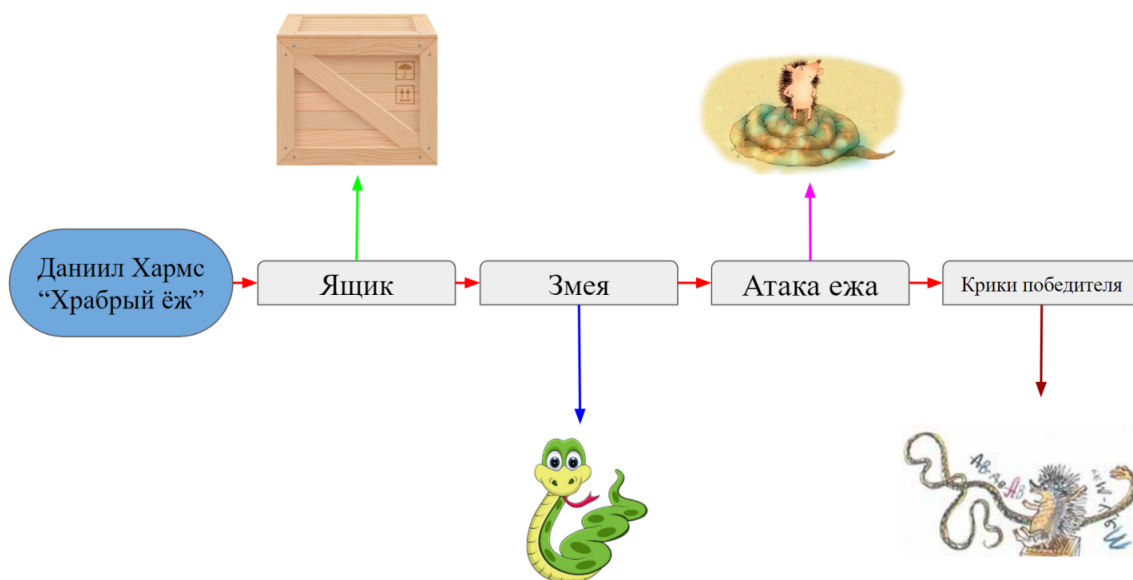 Даниил Хармс
“Храбрый ёж”
Ящик
Змея
Атака ежа
Крики победителя